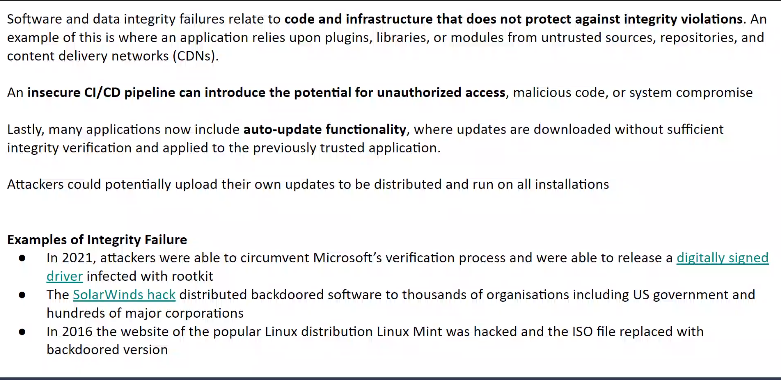 Software and data integrity failures relate to code and infrastructure that does not protect against integrity violations. An
example of this is where an application relies upon plugins, libraries, or modules from untrusted sources, repositories, and
content delivery networks (CDNs).
An insecure CI/CD pipeline can introduce the potential for unauthorized access, malicious code, or system compromise
Lastly, many applications now include auto-update functionality, where updates are downloaded without sufficient
integrity verification and applied to the previously trusted application.
Attackers could potentially upload their own updates to be distributed and run on all installations
Examples of Integrity Failure
● In 2021, attackers were able to circumvent Microsoft's verification process and were able to release a digitally signed
driver infected with rootkit
● The SolarWinds hack distributed backdoored software to thousands of organisations including US government and
hundreds of major corporations
● In 2016 the website of the popular Linux distribution Linux Mint was hacked and the ISO file replaced with
backdoored version